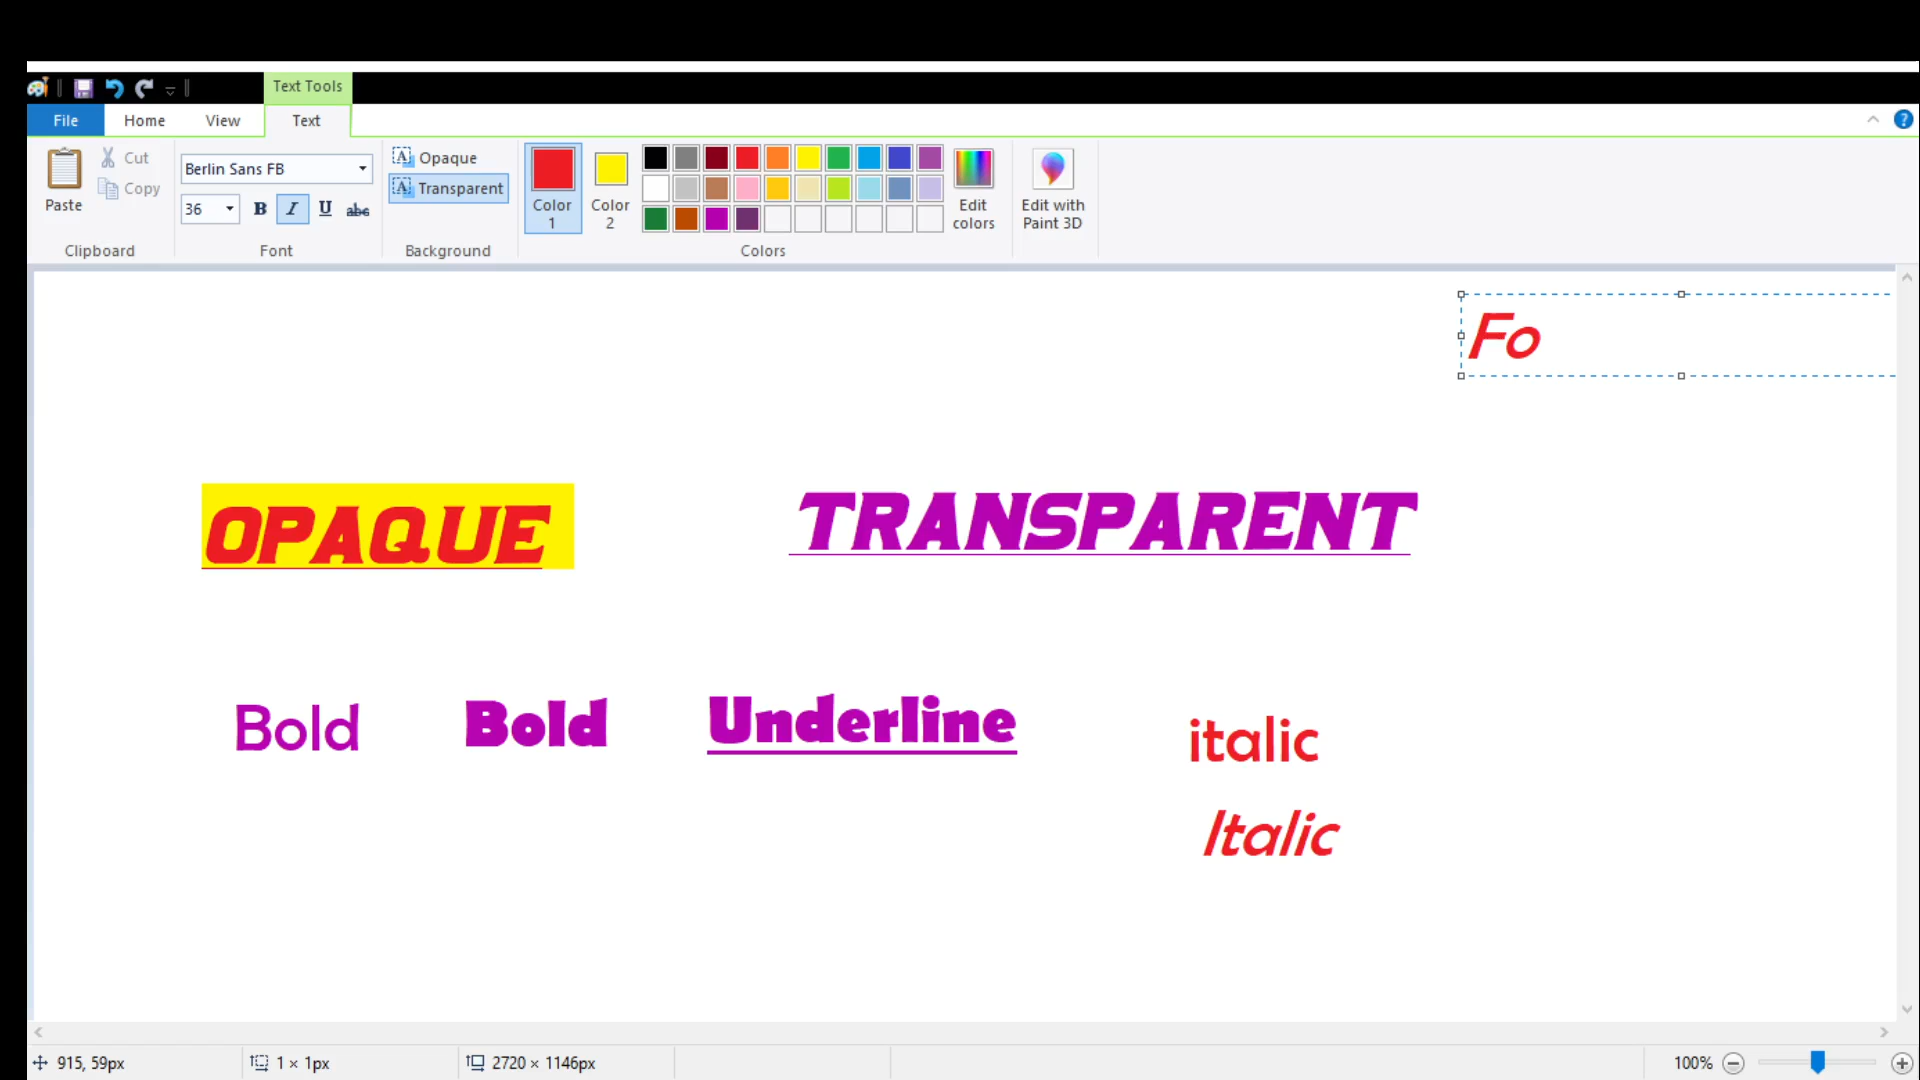 Text Tools
File Home View Text
Paste
Cut
Copy
Clipboard
Berlin Sans FB
36 B I U abc
Font
Opaque
Transparent
Background
Color 1
Color 2
Edit colors
Colors
Edit with Paint 3D
Fo
OPAQUE TRANSPARENT
Bold Bold Underline italic
Italic
915, 59px 1 × 1px 2720 × 1146px 100%